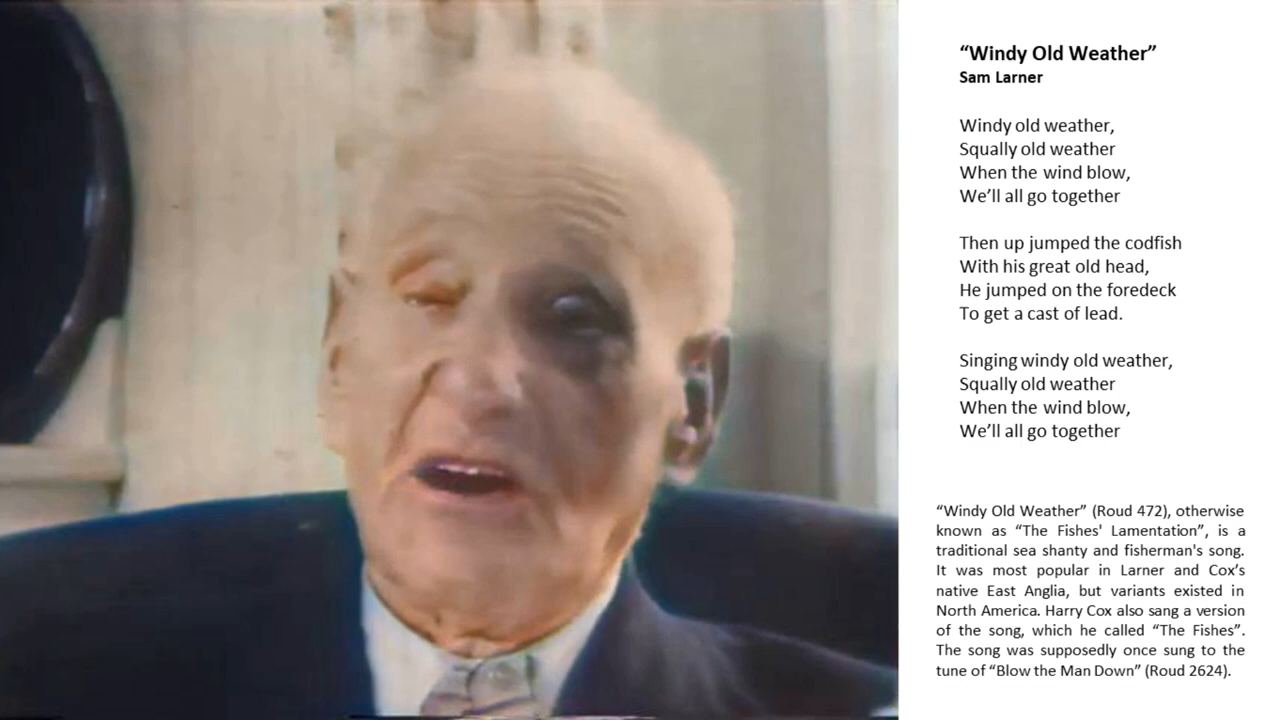 “Windy Old Weather”
Sam Larner
Windy old weather,
Squally old weather
When the wind blow,
We’ll all go together
Then up jumped the codfish
With his great old head,
He jumped on the foredeck
To get a cast of lead.
Singing windy old weather,
Squally old weather
When the wind blow,
We’ll all go together
“Windy Old Weather” (Roud 472), otherwise
known as “The Fishes' Lamentation”, is a
traditional sea shanty and fisherman's song.
It was most popular in Larner and Cox’s
native East Anglia, but variants existed in
North America. Harry Cox also sang a version
of the song, which he called “The Fishes”.
The song was supposedly once sung to the
tune of “Blow the Man Down” (Roud 2624).